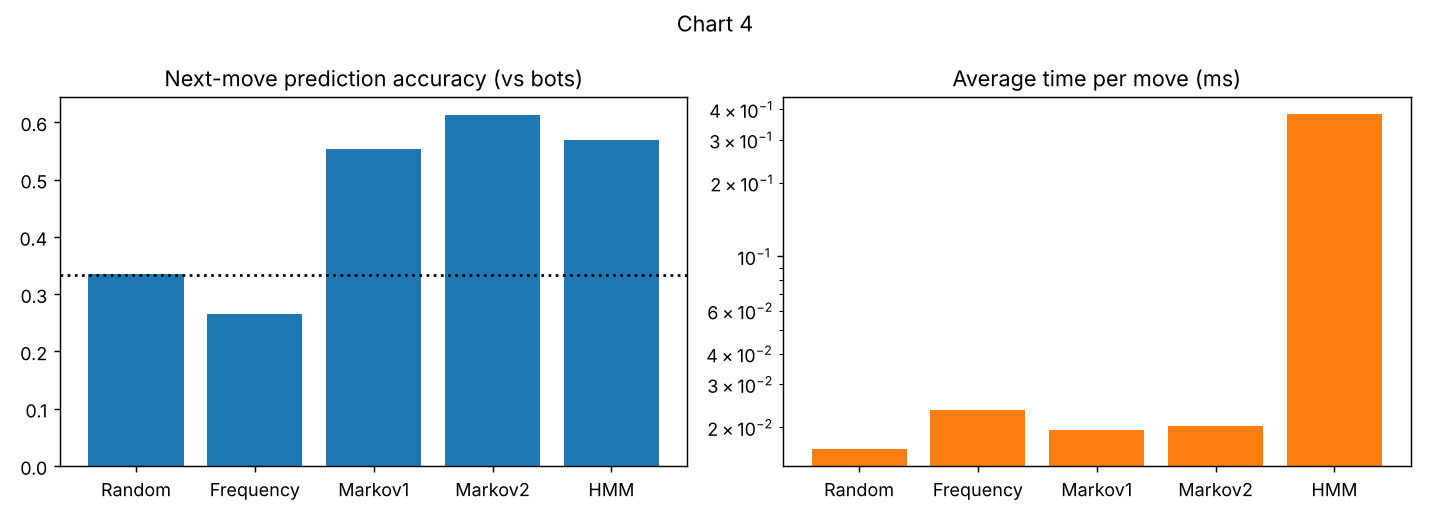 Chart 4
Next-move prediction accuracy (vs bots)
0.6
0.5
0.4
0.3
0.2
0.1
0.0
Random Frequency Markov1 Markov2 HMM
Average time per move (ms)
4 × 10⁻¹
3 × 10⁻¹
2 × 10⁻¹
10⁻¹
6 × 10⁻²
4 × 10⁻²
3 × 10⁻²
2 × 10⁻²
Random Frequency Markov1 Markov2 HMM